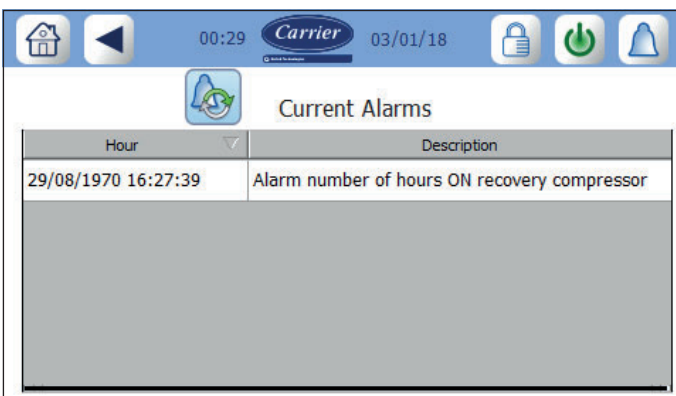 00:29 Carrier 03/01/18
Current Alarms
Hour Description
29/08/1970 16:27:39 Alarm number of hours ON recovery compressor